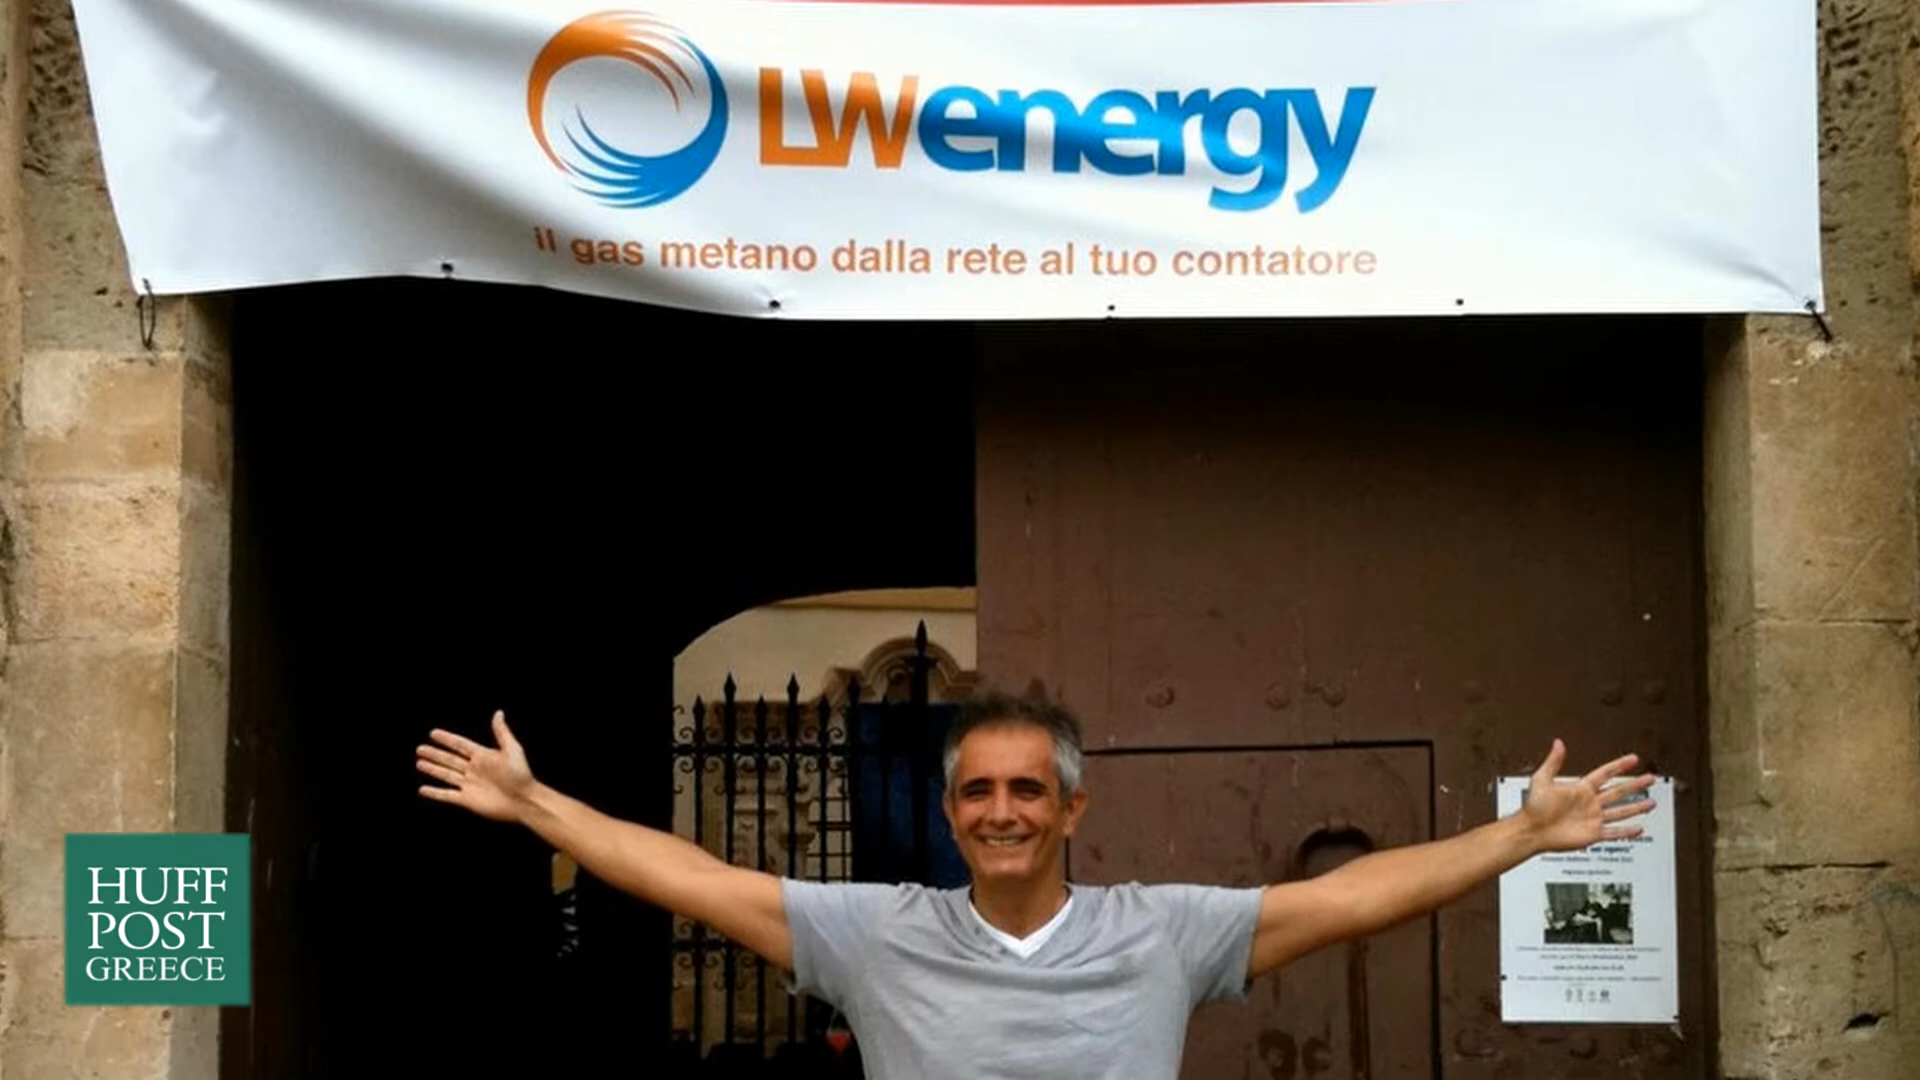 LWenergy
il gas metano dalla rete al tuo contatore
HUFF
POST
GREECE